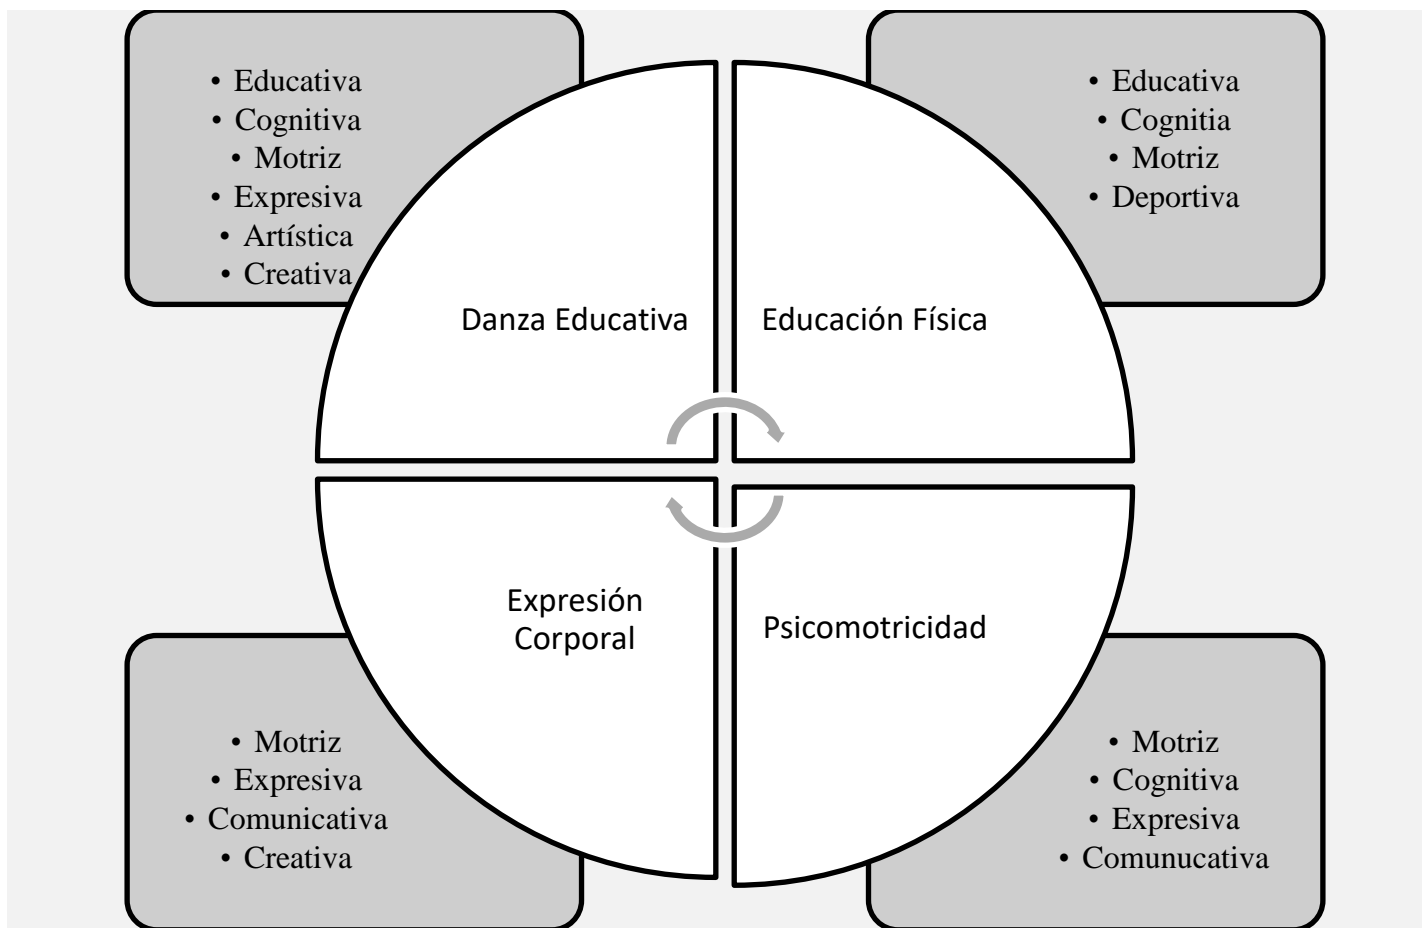 • Educativa
• Cognitiva
• Motriz
• Expresiva
• Artística
• Creativa
• Educativa
• Cognitia
• Motriz
• Deportiva
Danza Educativa
Educación Física
Expresión
Corporal
Psicomotricidad
• Motriz
• Expresiva
• Comunicativa
• Creativa
• Motriz
• Cognitiva
• Expresiva
• Comunucativa